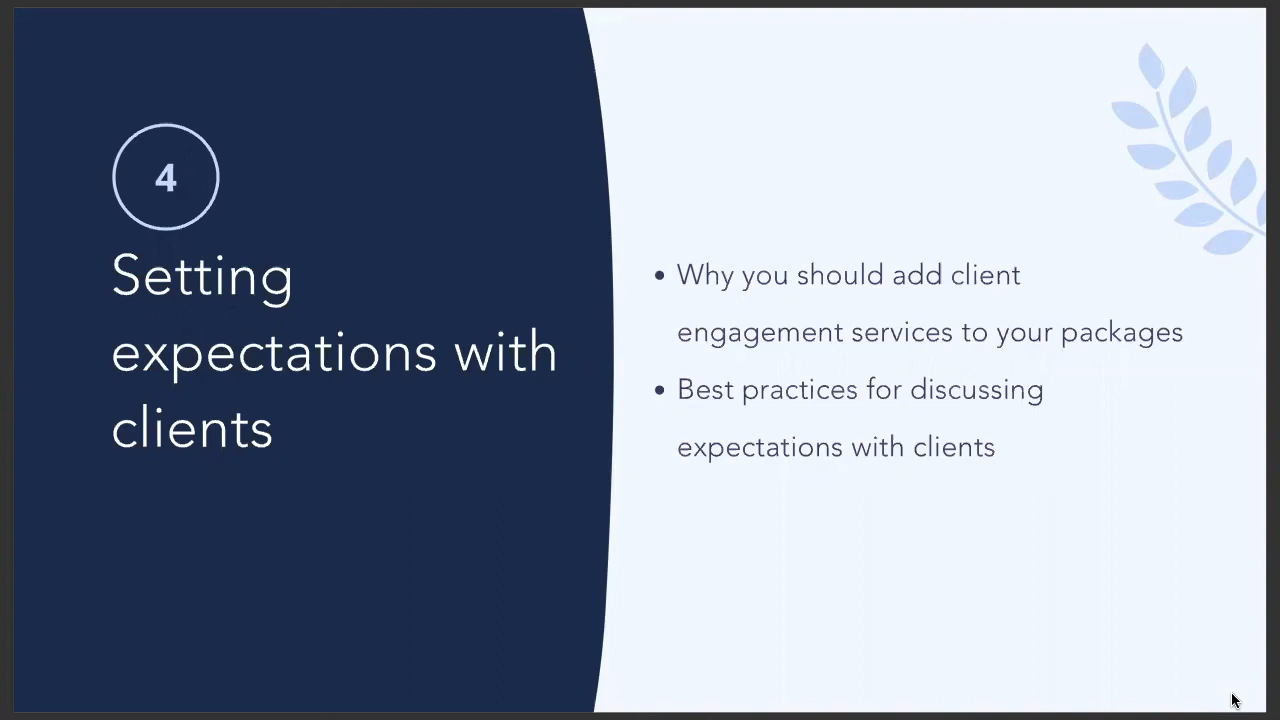 4
Setting
expectations with
clients
• Why you should add client
engagement services to your packages
• Best practices for discussing
expectations with clients